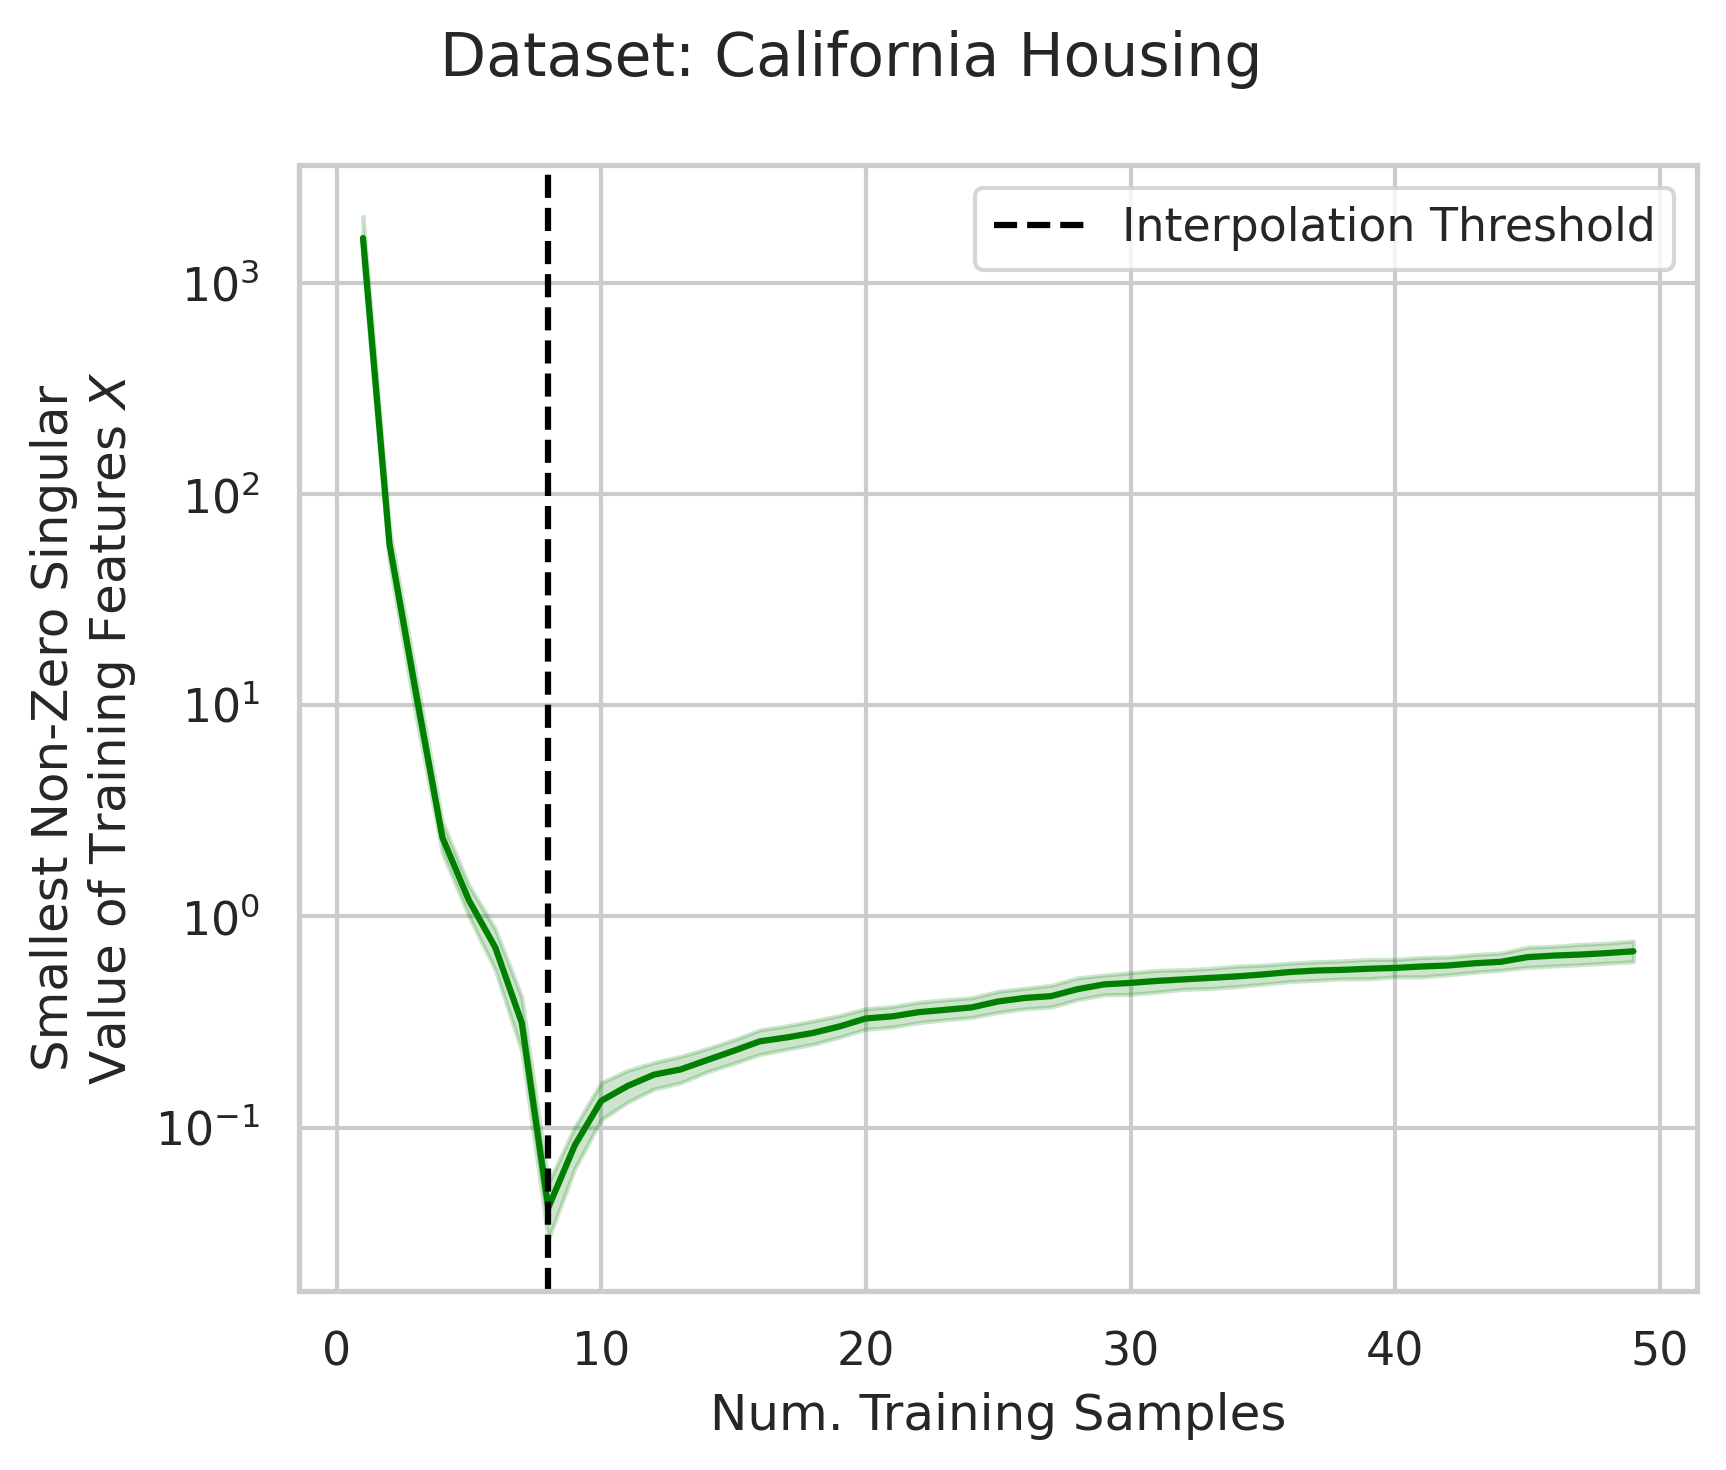 Dataset: California Housing
Interpolation Threshold
Smallest Non-Zero Singular
Value of Training Features X
10³
10²
10¹
10⁰
10⁻¹
0 10 20 30 40 50
Num. Training Samples